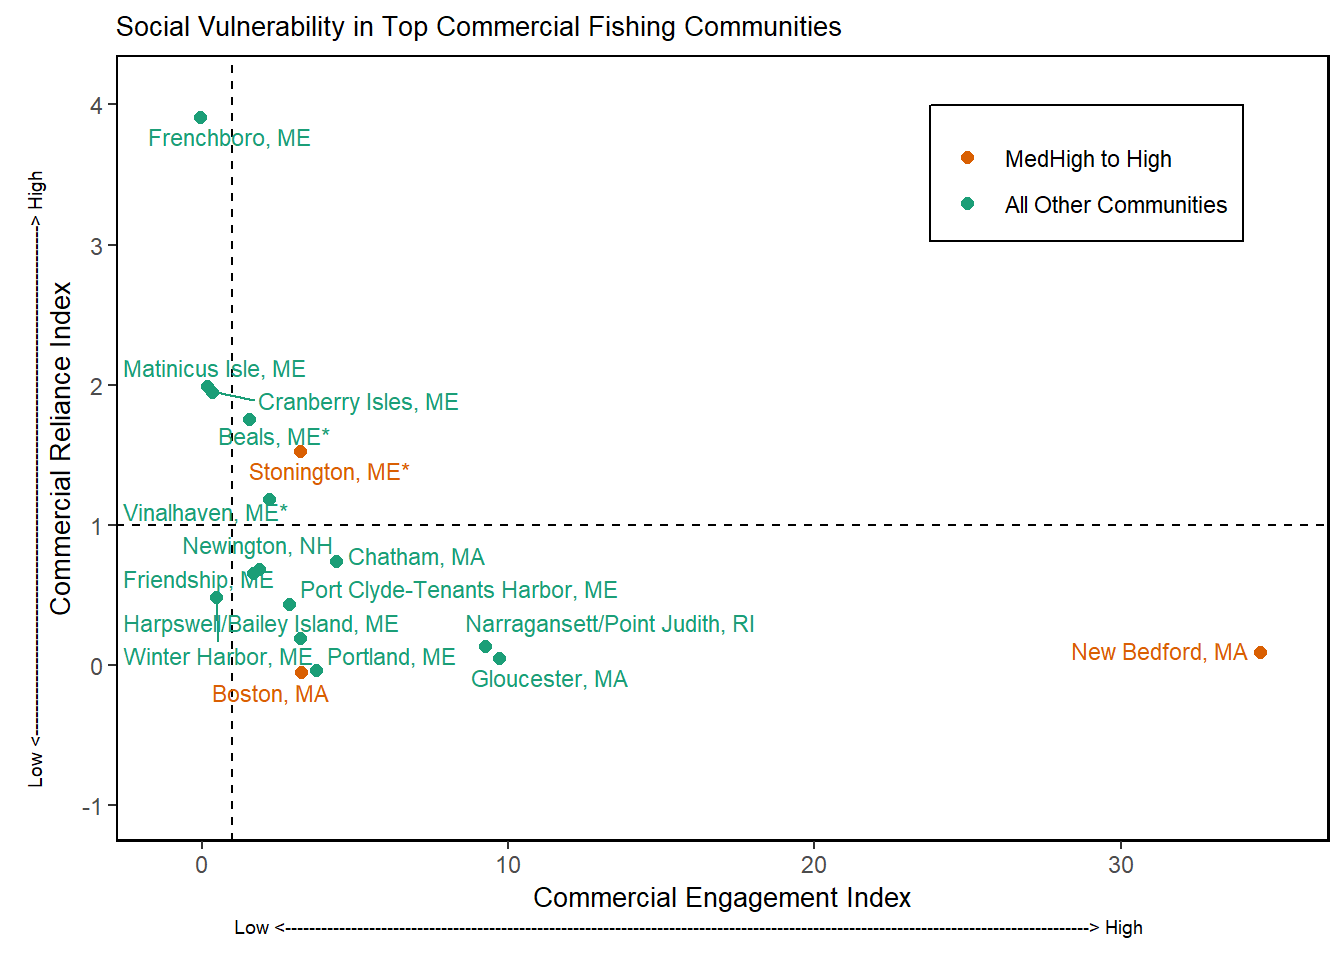 Social Vulnerability in Top Commercial Fishing Communities
4
3
2
1
0
-1
Commercial Reliance Index
Low <----------------------------------------------------------------------------------> High
Frenchboro, ME
MedHigh to High
All Other Communities
Matinicus Isle, ME
Cranberry Isles, ME
Beals, ME*
Stonington, ME*
Vinalhaven, ME*
Newington, NH
Chatham, MA
Friendship, ME
Port Clyde-Tenants Harbor, ME
Harpswell/Bailey Island, ME
Narragansett/Point Judith, RI
Winter Harbor, ME
Portland, ME
New Bedford, MA
Gloucester, MA
Boston, MA
0
10
20
30
Commercial Engagement Index
Low <--------------------------------------------------------------------------------------------------------------------------------------> High